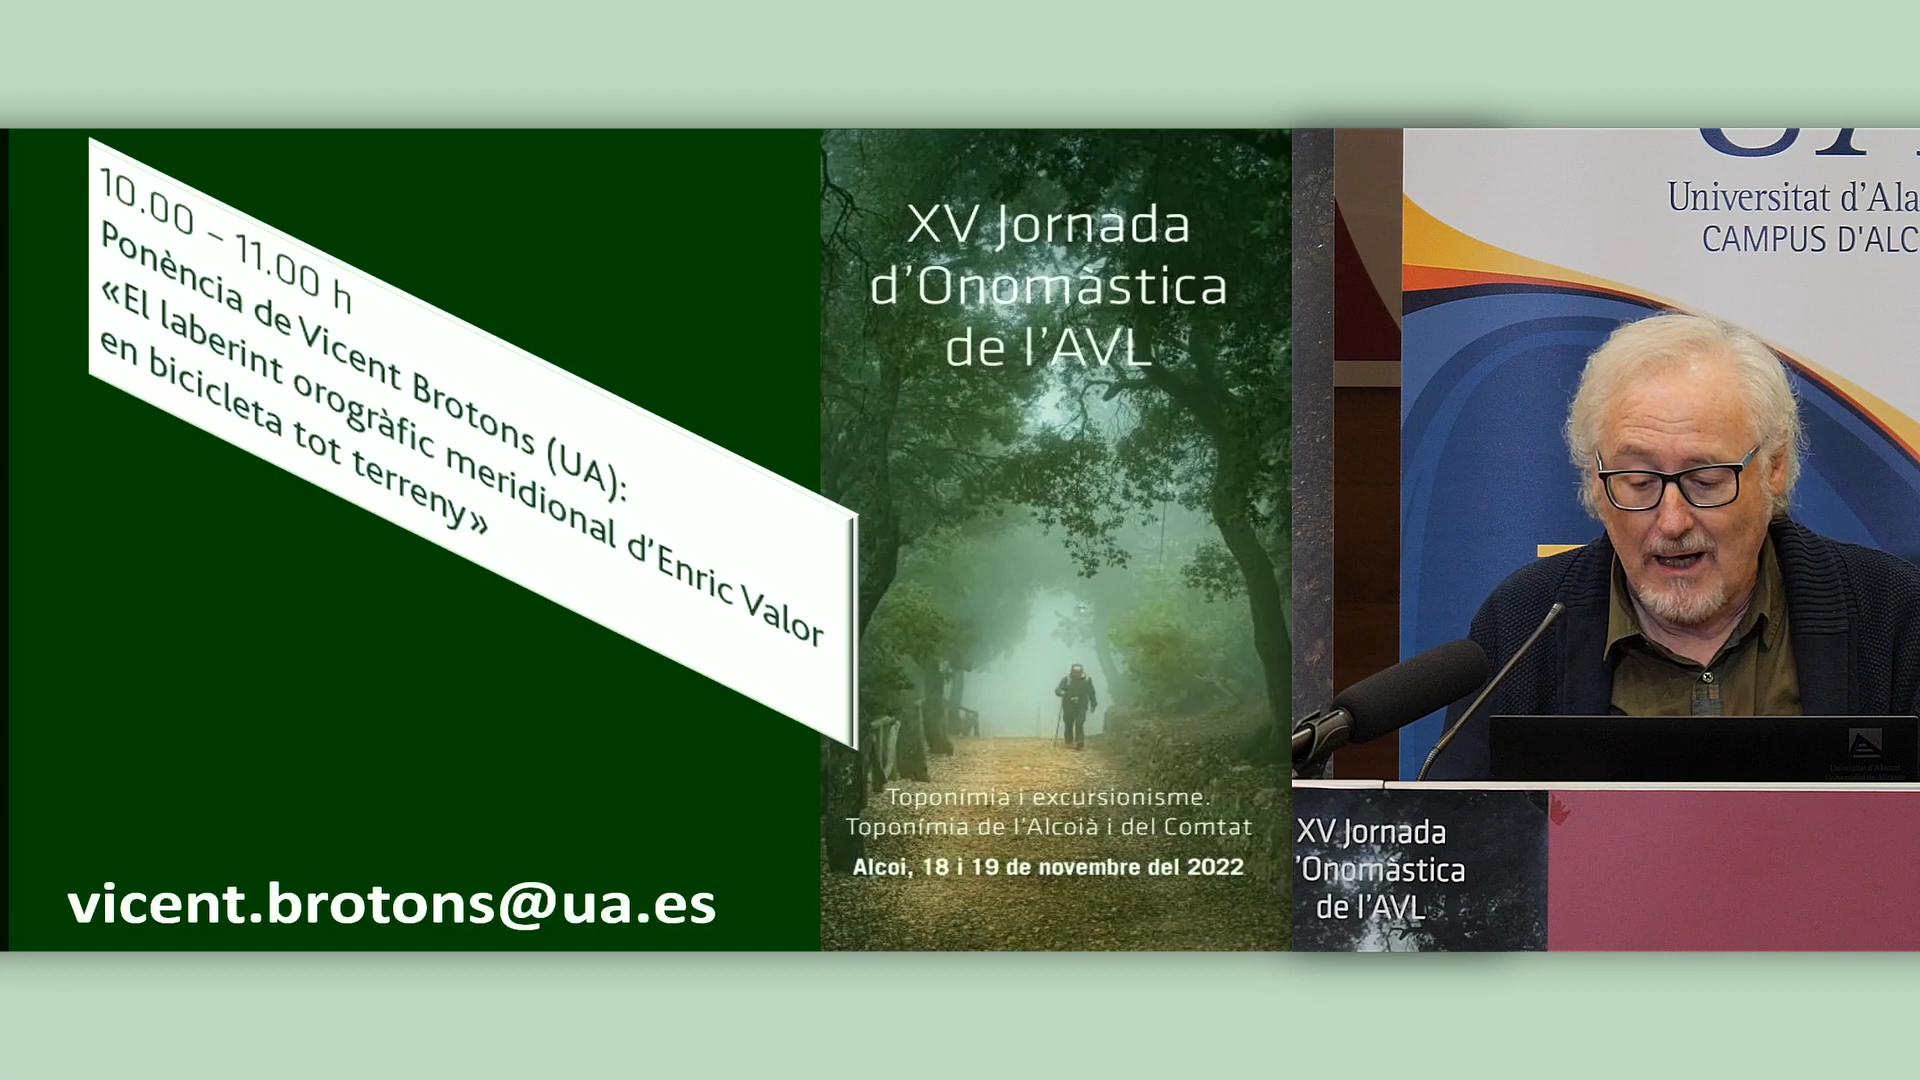 10.00 – 11.00 h
Ponència de Vicent Brotons (UA):
«El laberint orogràfic meridional d’Enric Valor
en bicicleta tot terreny»
vicent.brotons@ua.es
XV Jornada
d’Onomàstica
de l’AVL
Toponímia i excursionisme.
Toponímia de l’Alcoià i del Comtat
Alcoi, 18 i 19 de novembre del 2022
Universitat d’Ala
CAMPUS D'ALC
XV Jornada
’Onomàstica
de l’AVL